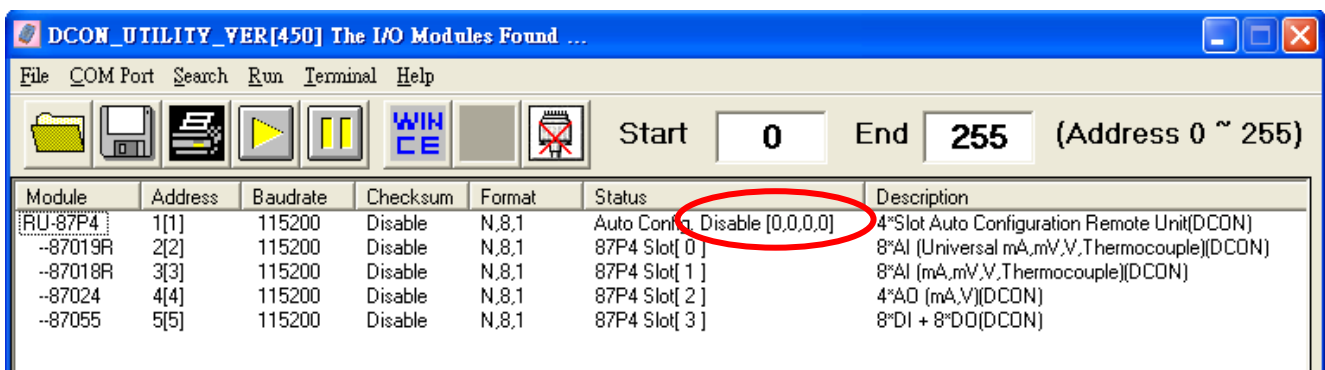 DCON_UTILITY_VER[450] The I/O Modules Found ...
File COM Port Search Run Terminal Help
WIN CE Start 0 End 255 (Address 0 ~ 255)
Module Address Baudrate Checksum Format Status Description
RU-87P4 1[1] 115200 Disable N,8,1 Auto Config. Disable [0,0,0,0] 4*Slot Auto Configuration Remote Unit(DCON)
--87019R 2[2] 115200 Disable N,8,1 87P4 Slot[ 0 ] 8*AI (Universal mA,mV,V,Thermocouple)(DCON)
--87018R 3[3] 115200 Disable N,8,1 87P4 Slot[ 1 ] 8*AI (mA,mV,V,Thermocouple)(DCON)
--87024 4[4] 115200 Disable N,8,1 87P4 Slot[ 2 ] 4*AO (mA,V)(DCON)
--87055 5[5] 115200 Disable N,8,1 87P4 Slot[ 3 ] 8*DI + 8*DO(DCON)